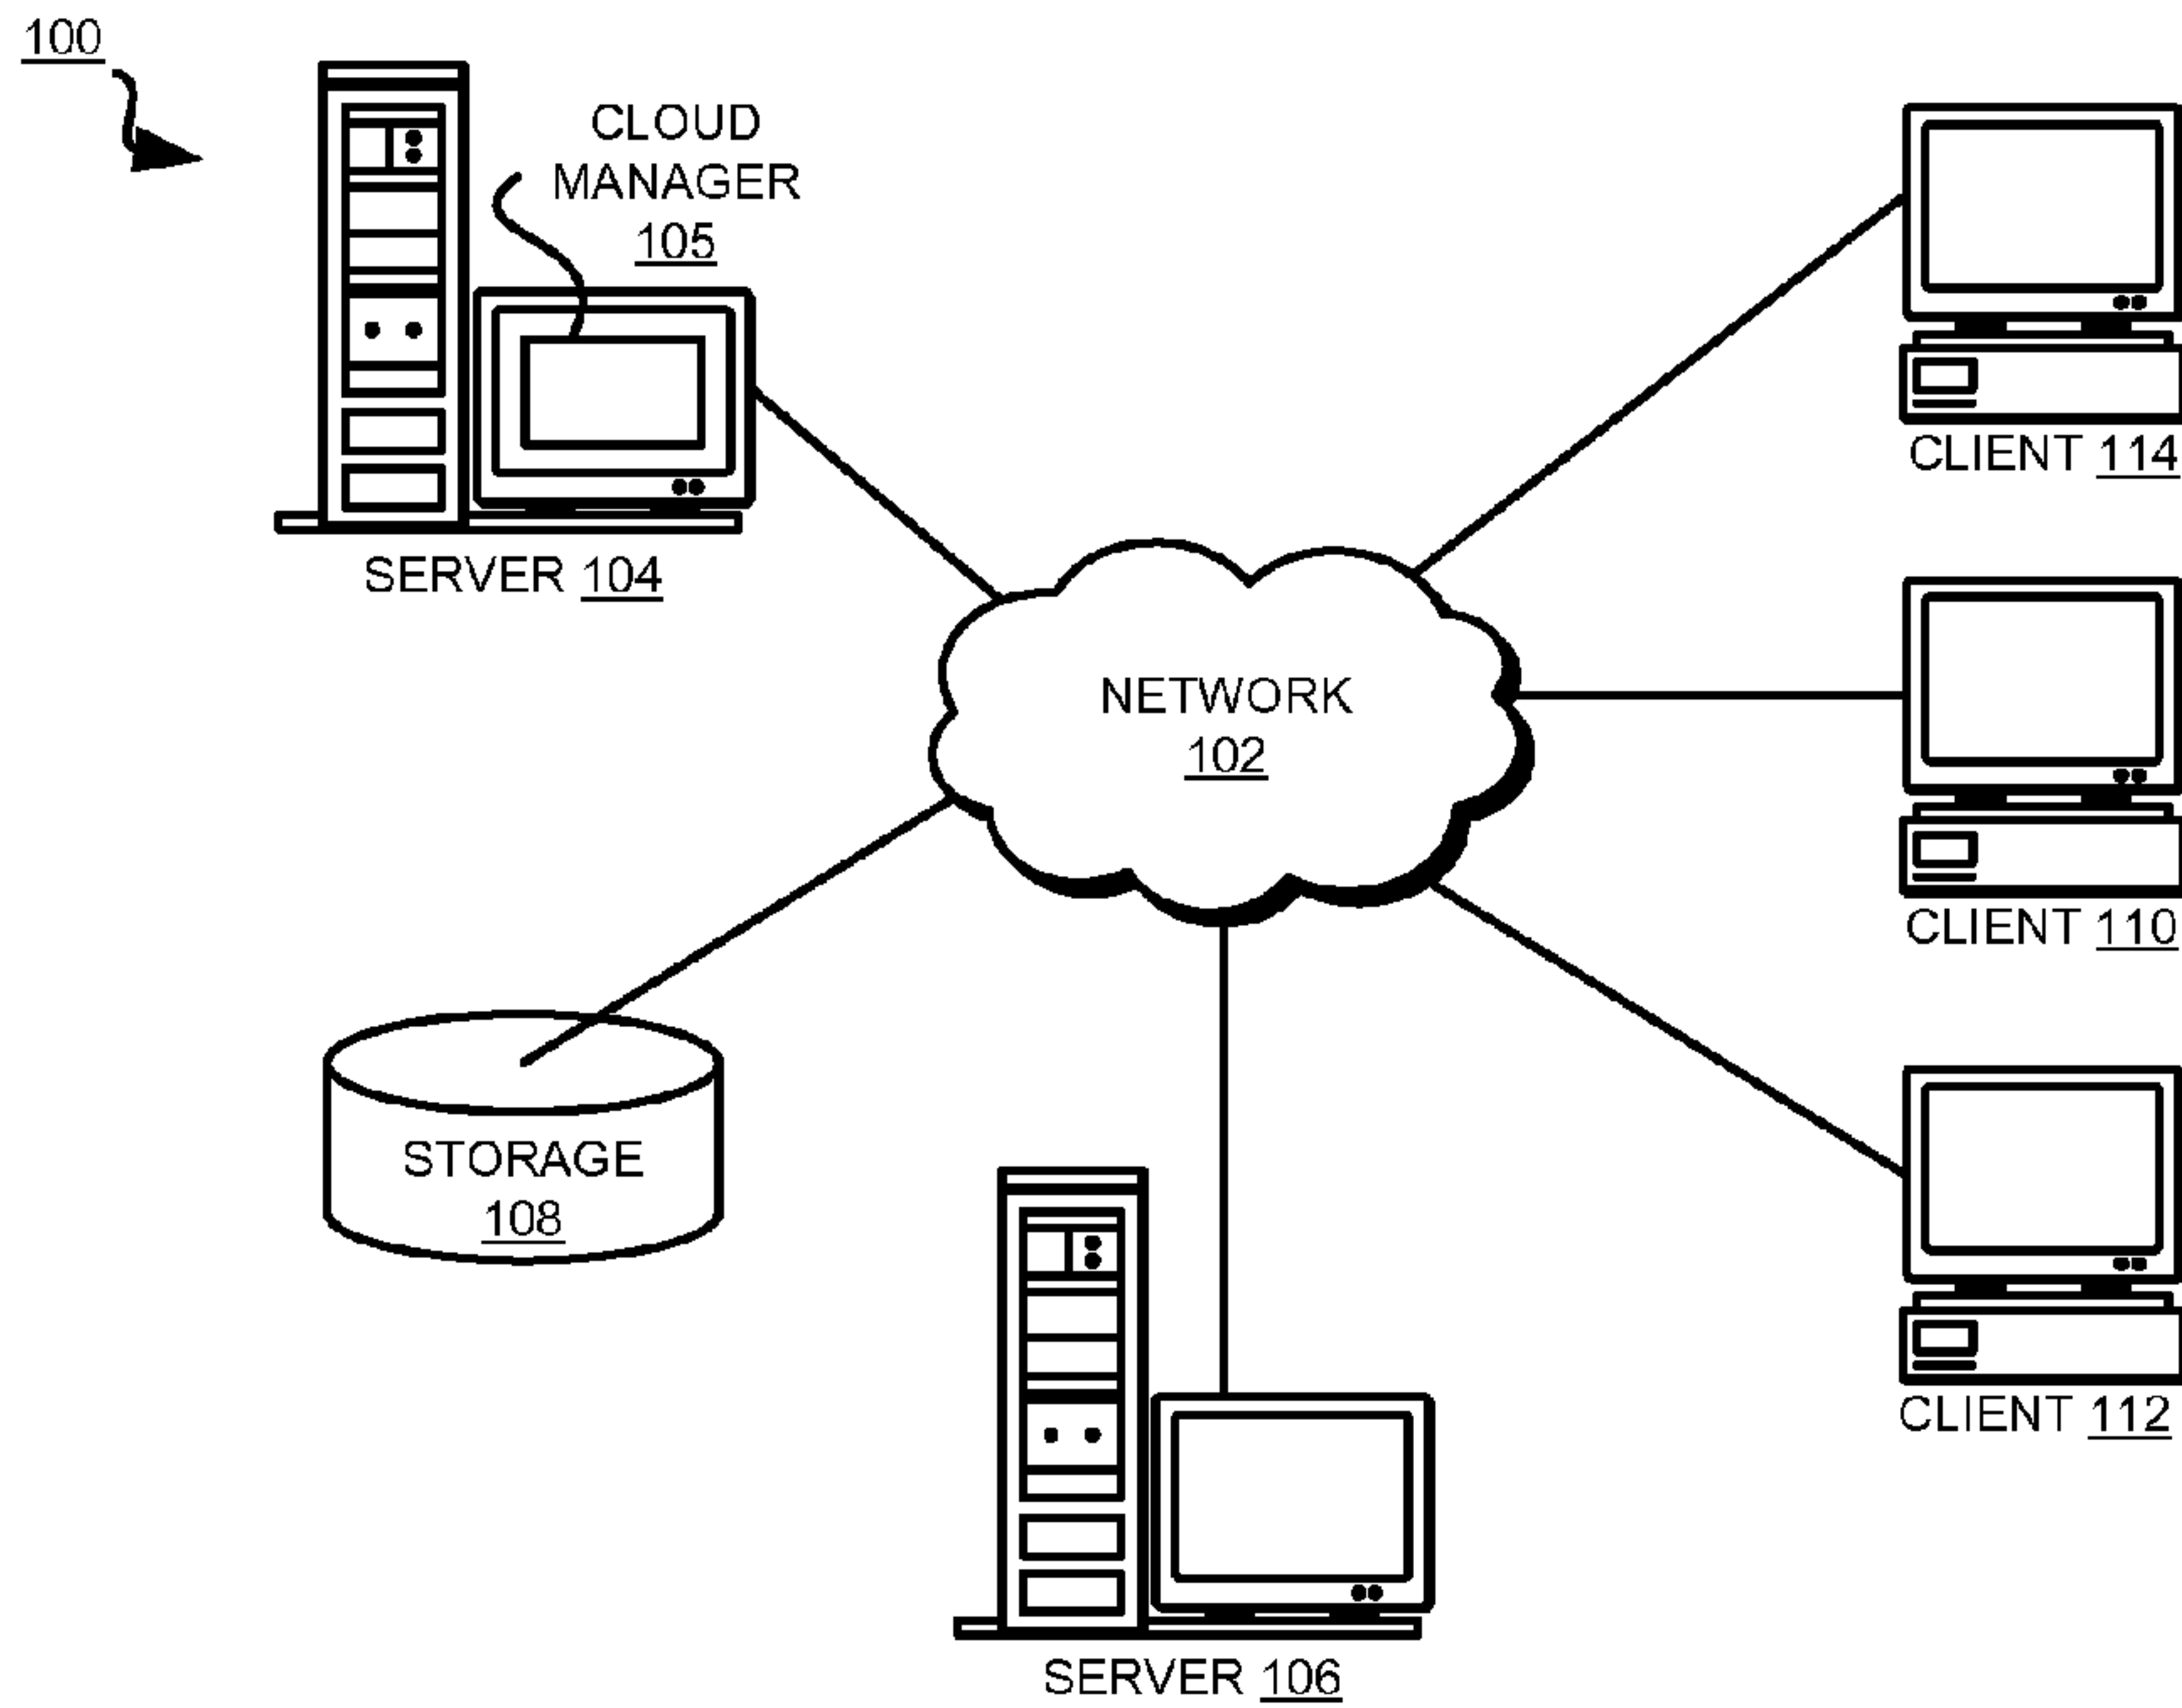 100
CLOUD
MANAGER
105
SERVER 104
CLIENT 114
NETWORK
102
CLIENT 110
STORAGE
108
CLIENT 112
SERVER 106